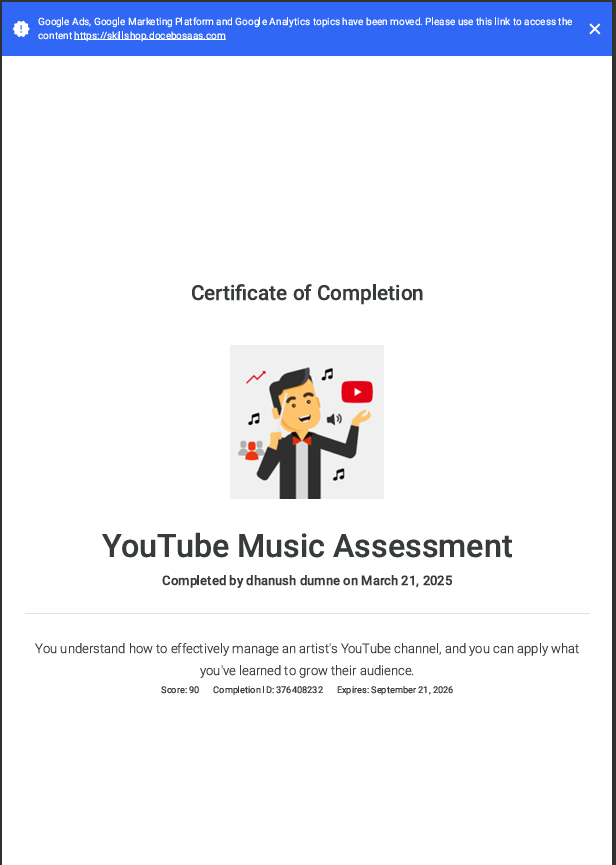 Google Ads, Google Marketing Platform and Google Analytics topics have been moved. Please use this link to access the
content https://skillshop.docebosaas.com
Certificate of Completion
YouTube Music Assessment
Completed by dhanush dumne on March 21, 2025
You understand how to effectively manage an artist's YouTube channel, and you can apply what
you've learned to grow their audience.
Score: 90 Completion ID: 376408232 Expires: September 21, 2026